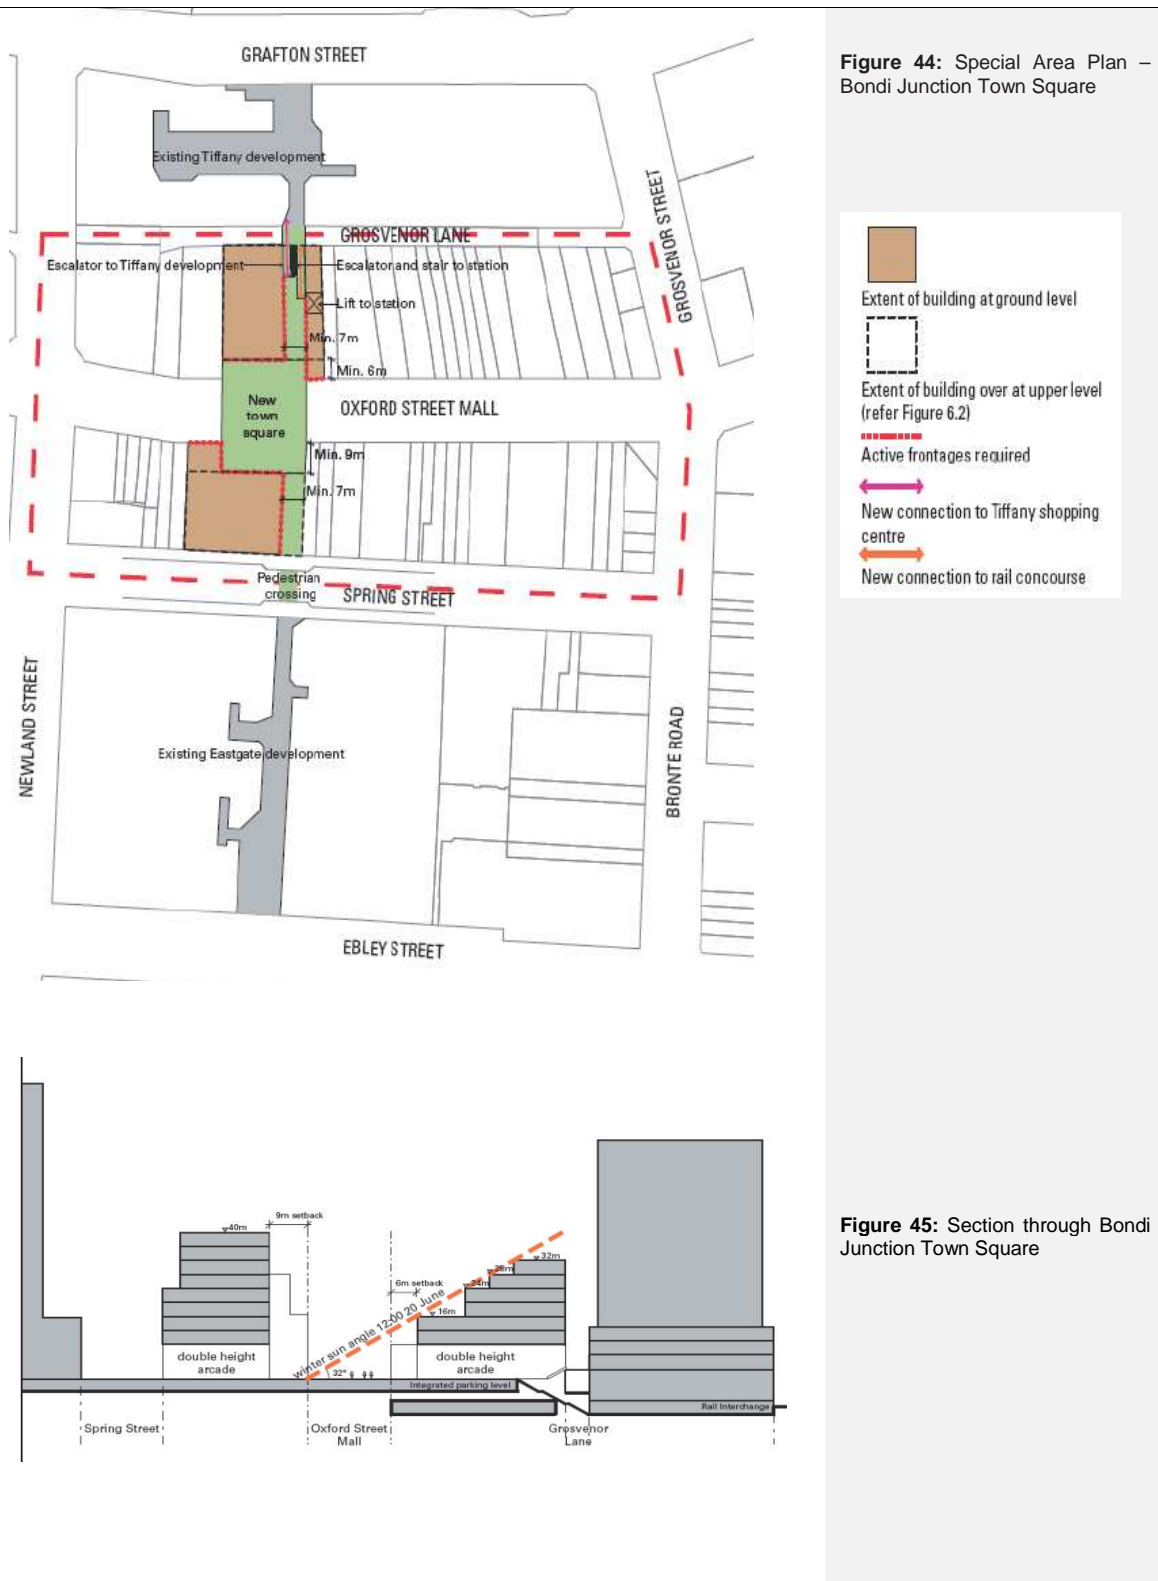 GRAFTON STREET
Figure 44: Special Area Plan –
Bondi Junction Town Square
Existing Tiffany development
GROSVENOR STREET
GROSVENOR LANE
Escalator to Tiffany development
Escalator and stair to station
Lift to station
Min. 7m
Min. 6m
New
town
square
OXFORD STREET MALL
Min. 9m
Min. 7m
Pedestrian
crossing
SPRING STREET
NEWLAND STREET
Existing Eastgate development
BRONTE ROAD
EBLEY STREET
Extent of building at ground level
Extent of building over at upper level
(refer Figure 6.2)
Active frontages required
New connection to Tiffany shopping
centre
New connection to rail concourse
Figure 45: Section through Bondi
Junction Town Square
40m
9m setback
6m setback
16m
24m
28m
32m
winter sun angle 12:00 20 June
32°
double height
arcade
double height
arcade
Integrated parking level
Rail Interchange
Spring Street
Oxford Street
Mall
Grosvenor
Lane